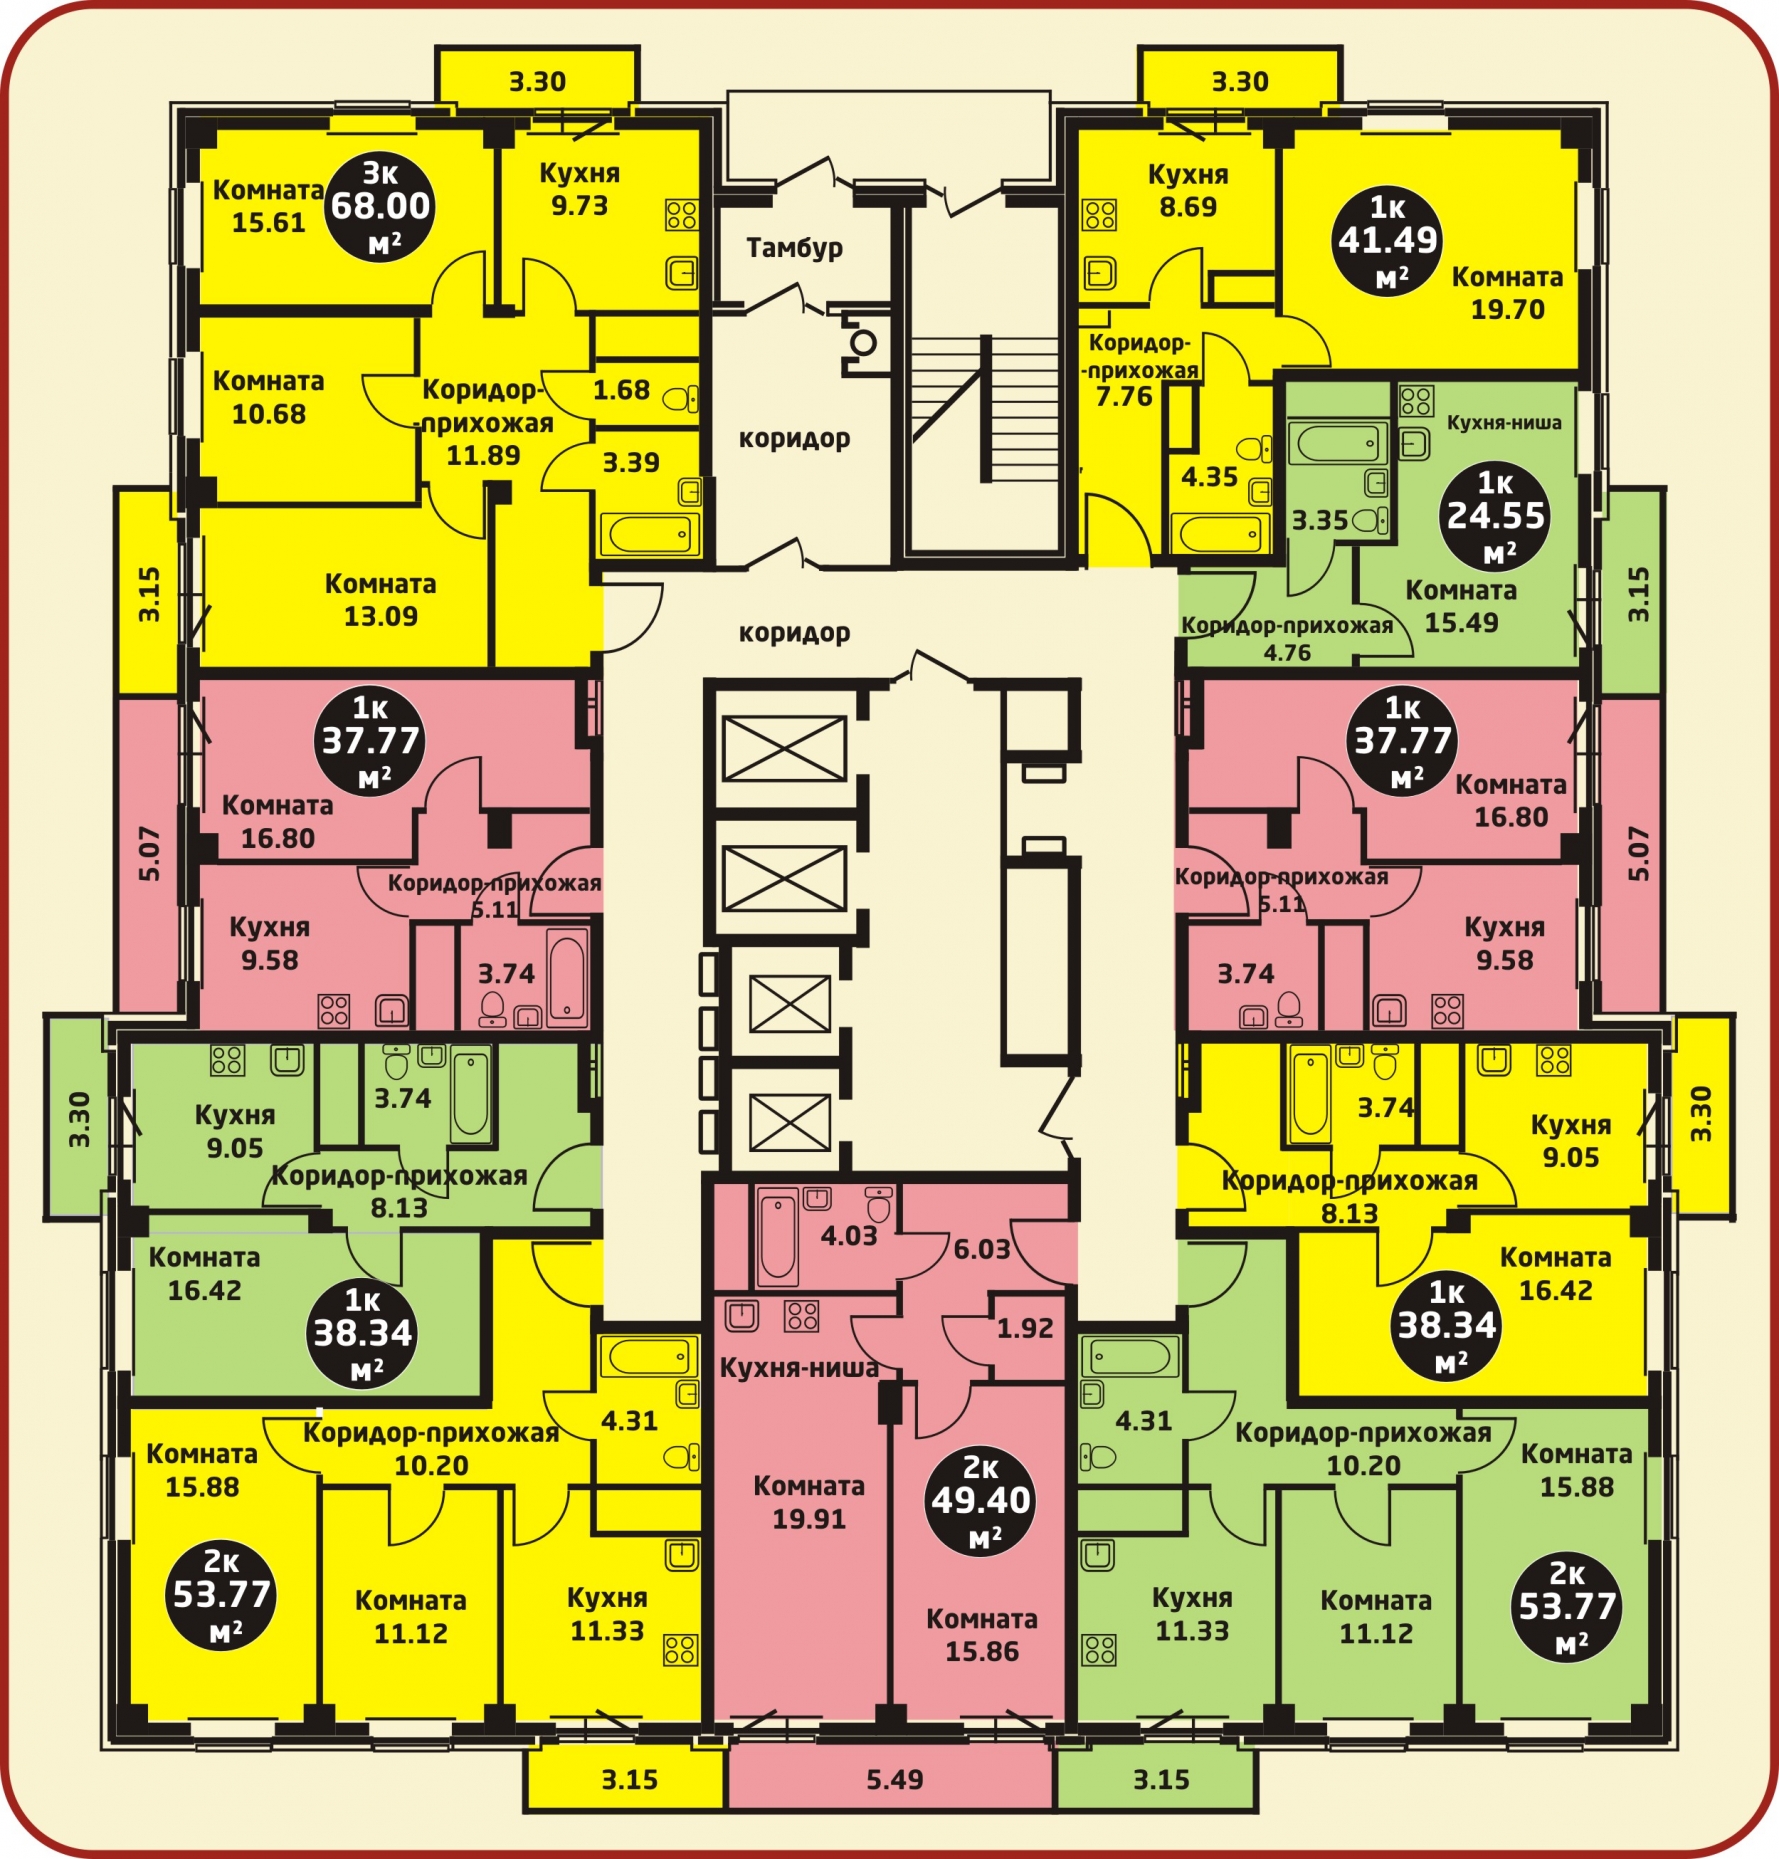 3.30
3.30
3к
68.00
м²
Комната
15.61
Кухня
9.73
Тамбур
Кухня
8.69
1к
41.49
м²
Комната
19.70
Комната
10.68
Коридор-
-прихожая
11.89
1.68
3.39
коридор
Коридор-
-прихожая
7.76
4.35
Кухня-ниша
1к
24.55
м²
3.35
Комната
15.49
Коридор-прихожая
4.76
3.15
3.15
Комната
13.09
коридор
1к
37.77
м²
Комната
16.80
5.07
Коридор-прихожая
5.11
Кухня
9.58
3.74
1к
37.77
м²
Комната
16.80
5.07
Коридор-прихожая
5.11
Кухня
9.58
3.74
3.30
Кухня
9.05
3.74
Коридор-прихожая
8.13
Комната
16.42
1к
38.34
м²
3.74
Кухня
9.05
3.30
Коридор-прихожая
8.13
Комната
16.42
1к
38.34
м²
4.03
6.03
1.92
Кухня-ниша
Комната
19.91
2к
49.40
м²
Комната
15.86
Коридор-прихожая
10.20
4.31
Комната
15.88
2к
53.77
м²
Комната
11.12
Кухня
11.33
4.31
Коридор-прихожая
10.20
Комната
15.88
Кухня
11.33
Комната
11.12
2к
53.77
м²
3.15
5.49
3.15